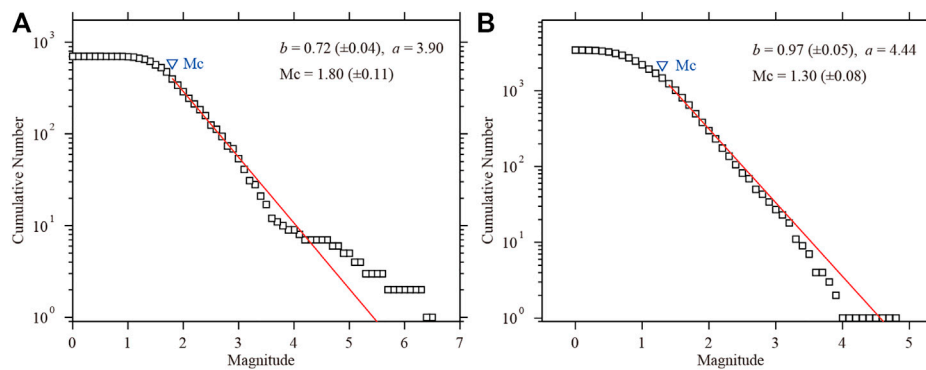 A
b = 0.72 (±0.04), a = 3.90
Mc = 1.80 (±0.11)
Mc
Cumulative Number
10³
10²
10¹
10⁰
0 1 2 3 4 5 6 7
Magnitude
B
b = 0.97 (±0.05), a = 4.44
Mc = 1.30 (±0.08)
Mc
Cumulative Number
10⁴
10³
10²
10¹
10⁰
0 1 2 3 4 5
Magnitude